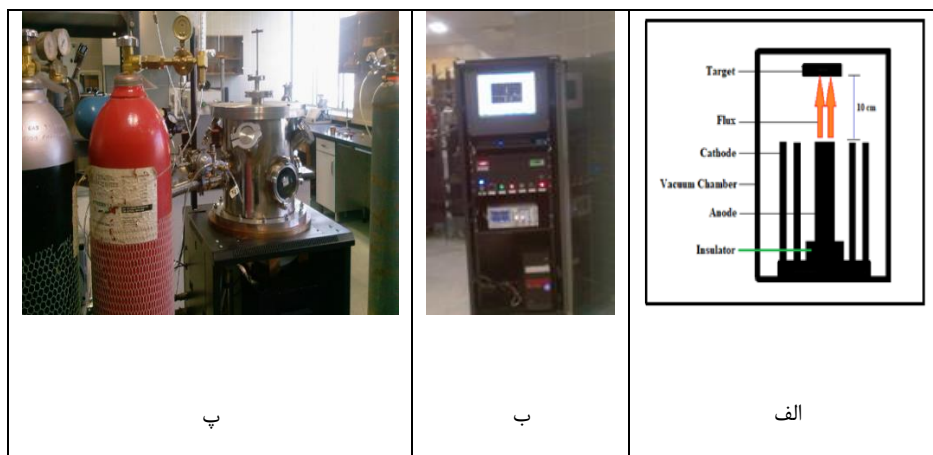 Target
10 cm
Flux
Cathode
Vacuum Chamber
Anode
Insulator
الف
ب
پ